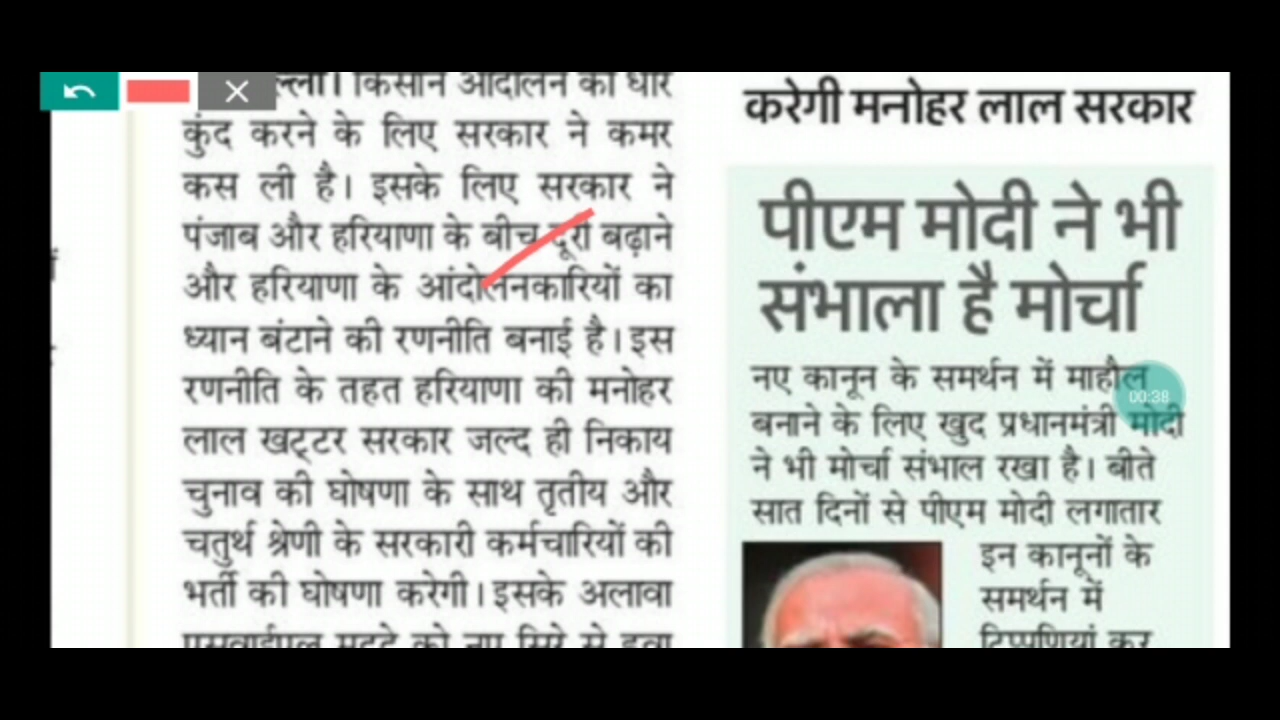 किसान आंदोलन की धार
कुंद करने के लिए सरकार ने कमर
कस ली है। इसके लिए सरकार ने
पंजाब और हरियाणा के बीच दूरी बढ़ाने
और हरियाणा के आंदोलनकारियों का
ध्यान बंटाने की रणनीति बनाई है। इस
रणनीति के तहत हरियाणा की मनोहर
लाल खट्टर सरकार जल्द ही निकाय
चुनाव की घोषणा के साथ तृतीय और
चतुर्थ श्रेणी के सरकारी कर्मचारियों की
भर्ती की घोषणा करेगी। इसके अलावा
करेगी मनोहर लाल सरकार
पीएम मोदी ने भी
संभाला है मोर्चा
नए कानून के समर्थन में माहौल
बनाने के लिए खुद प्रधानमंत्री मोदी
ने भी मोर्चा संभाल रखा है। बीते
सात दिनों से पीएम मोदी लगातार
इन कानूनों के
समर्थन में
टिप्पणियां कर
00:38